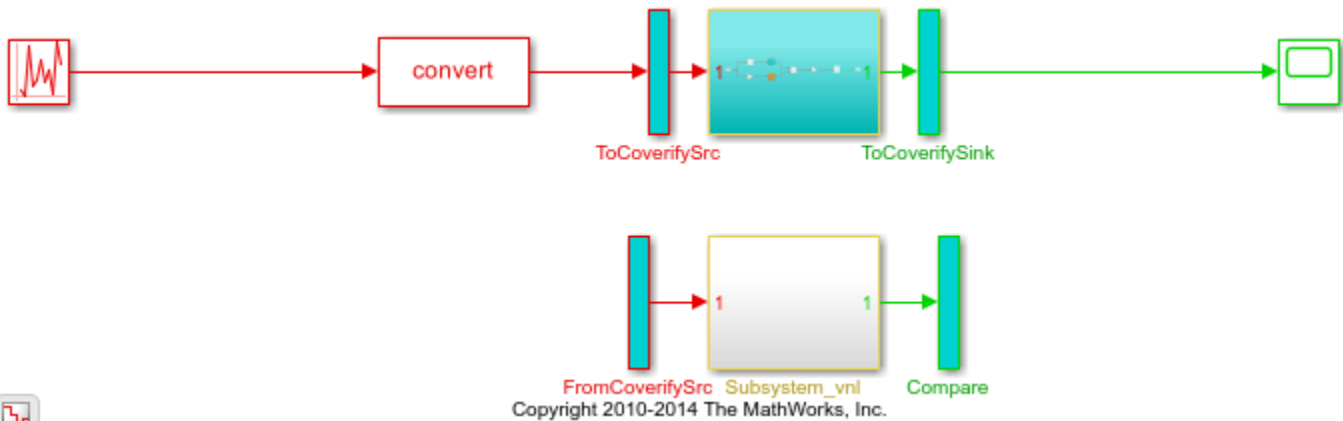 convert
1 1
ToCoverifySrc ToCoverifySink
1 1
FromCoverifySrc Subsystem_vnl Compare
Copyright 2010-2014 The MathWorks, Inc.